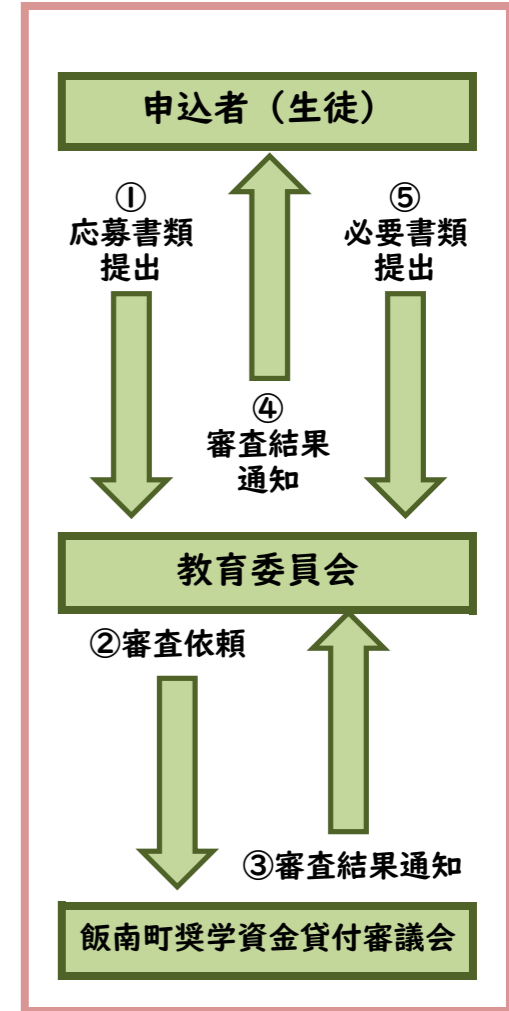 申込者（生徒）
①
応募書類
提出
⑤
必要書類
提出
④
審査結果
通知
教育委員会
②審査依頼
③審査結果通知
飯南町奨学資金貸付審議会